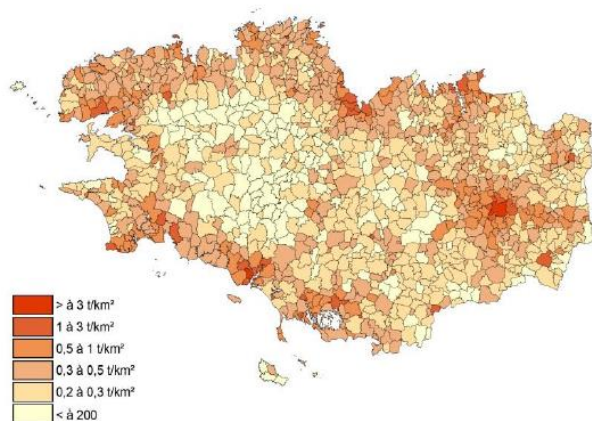 > à 3 t/km²
1 à 3 t/km²
0,5 à 1 t/km²
0,3 à 0,5 t/km²
0,2 à 0,3 t/km²
< à 200